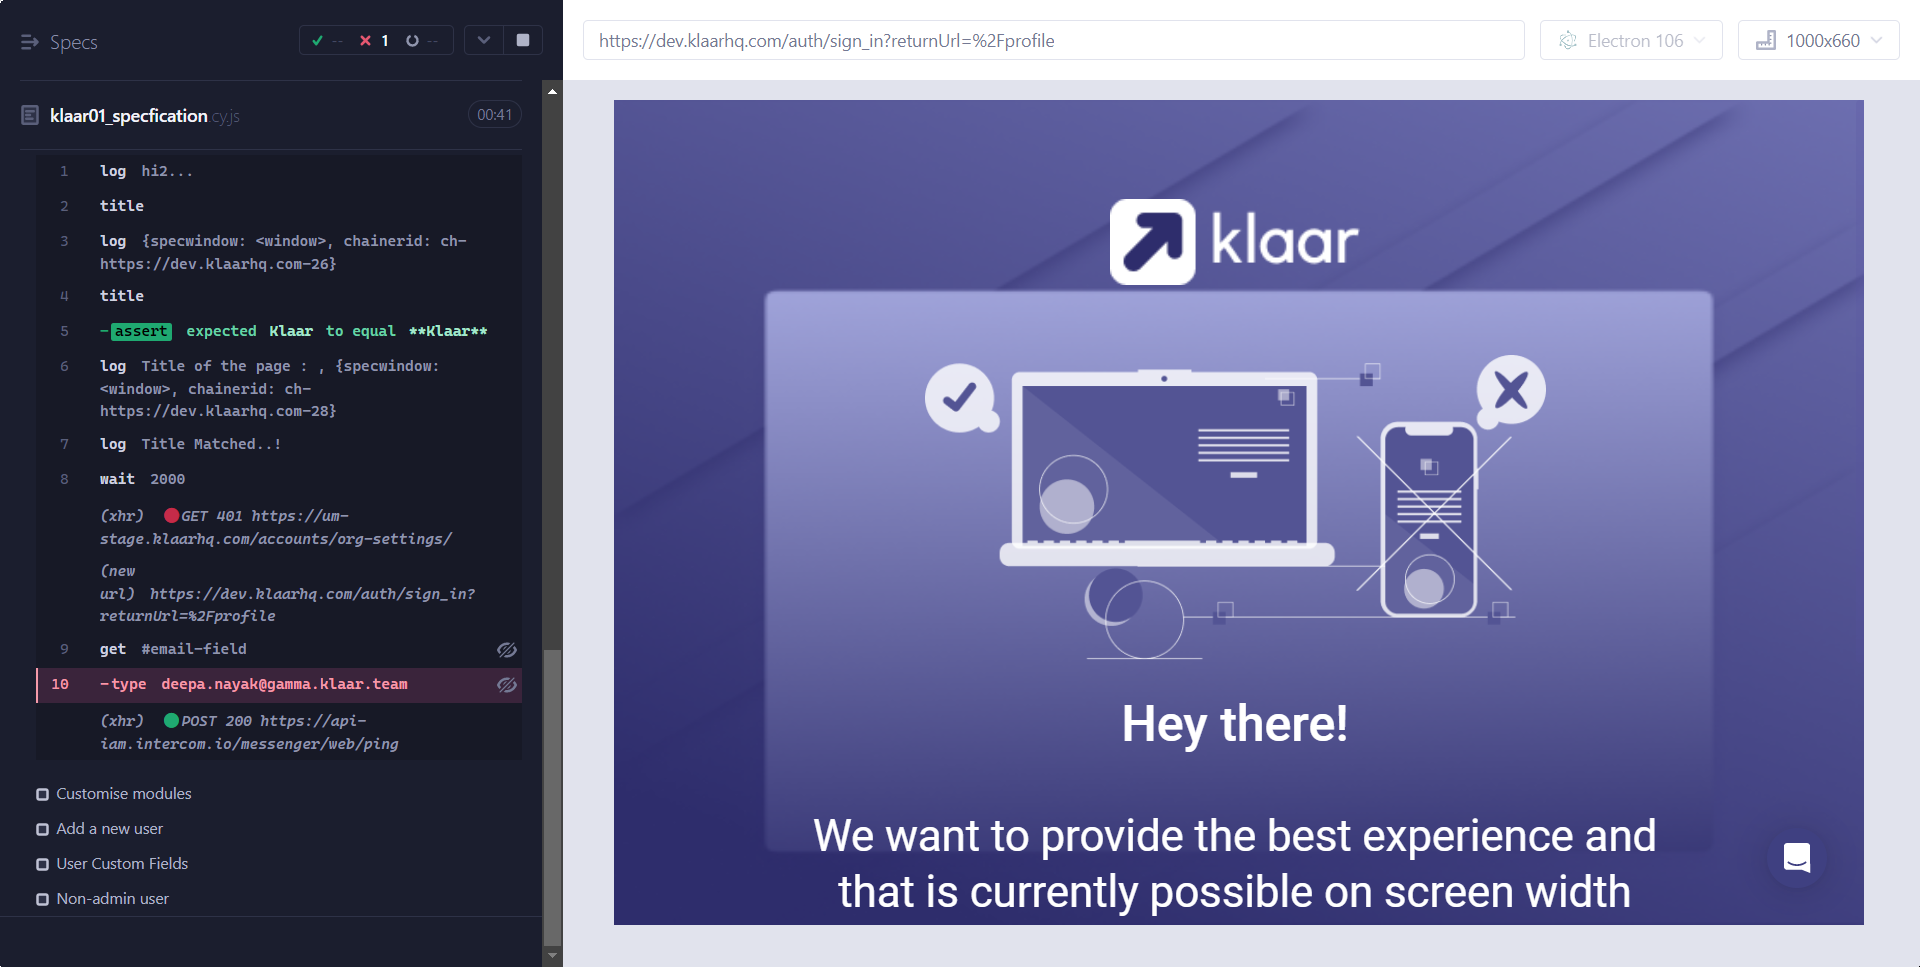 Specs
-- 1 --
klaar01_specfication.cy.js
00:41
1 log hi2...
2 title
3 log {specwindow: <window>, chainerid: ch-
https://dev.klaarhq.com-26}
4 title
5 -assert expected Klaar to equal **Klaar**
6 log Title of the page : , {specwindow:
<window>, chainerid: ch-
https://dev.klaarhq.com-28}
7 log Title Matched..!
8 wait 2000
(xhr) GET 401 https://um-
stage.klaarhq.com/accounts/org-settings/
(new
url) https://dev.klaarhq.com/auth/sign_in?
returnUrl=%2Fprofile
9 get #email-field
10 -type deepa.nayak@gamma.klaar.team
(xhr) POST 200 https://api-
iam.intercom.io/messenger/web/ping
Customise modules
Add a new user
User Custom Fields
Non-admin user
https://dev.klaarhq.com/auth/sign_in?returnUrl=%2Fprofile
Electron 106
1000x660
klaar
Hey there!
We want to provide the best experience and
that is currently possible on screen width